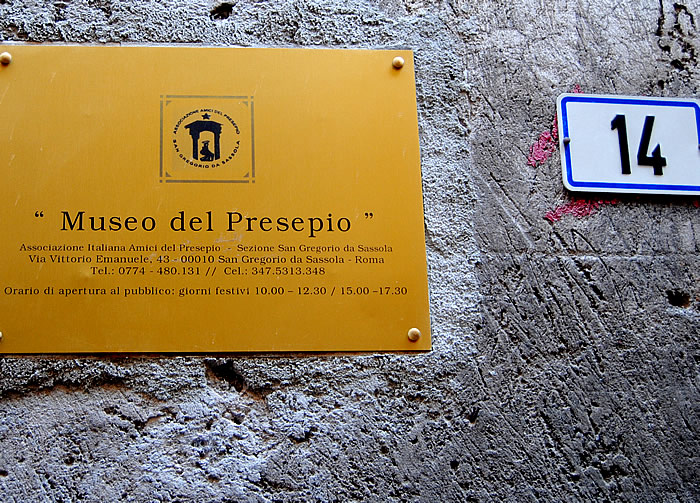 ASSOCIAZIONE AMICI DEL PRESEPIO
SAN GREGORIO DA SASSOLA
“ Museo del Presepio ”
Associazione Italiana Amici del Presepio - Sezione San Gregorio da Sassola
Via Vittorio Emanuele, 43 - 00010 San Gregorio da Sassola - Roma
Tel.: 0774 - 480.131 // Cel.: 347.5313.348
Orario di apertura al pubblico: giorni festivi 10.00 – 12.30 / 15.00 –17.30
14